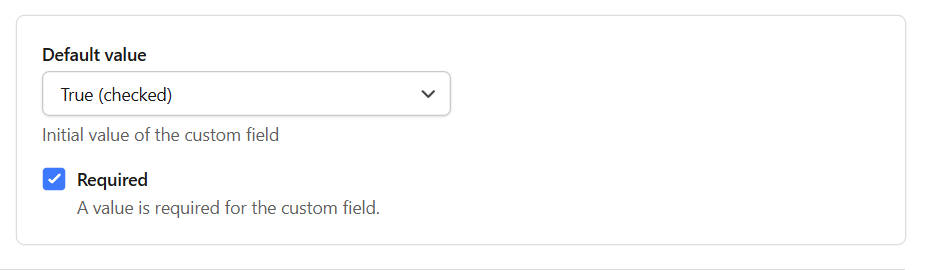 Default value
True (checked)
Initial value of the custom field
Required
A value is required for the custom field.